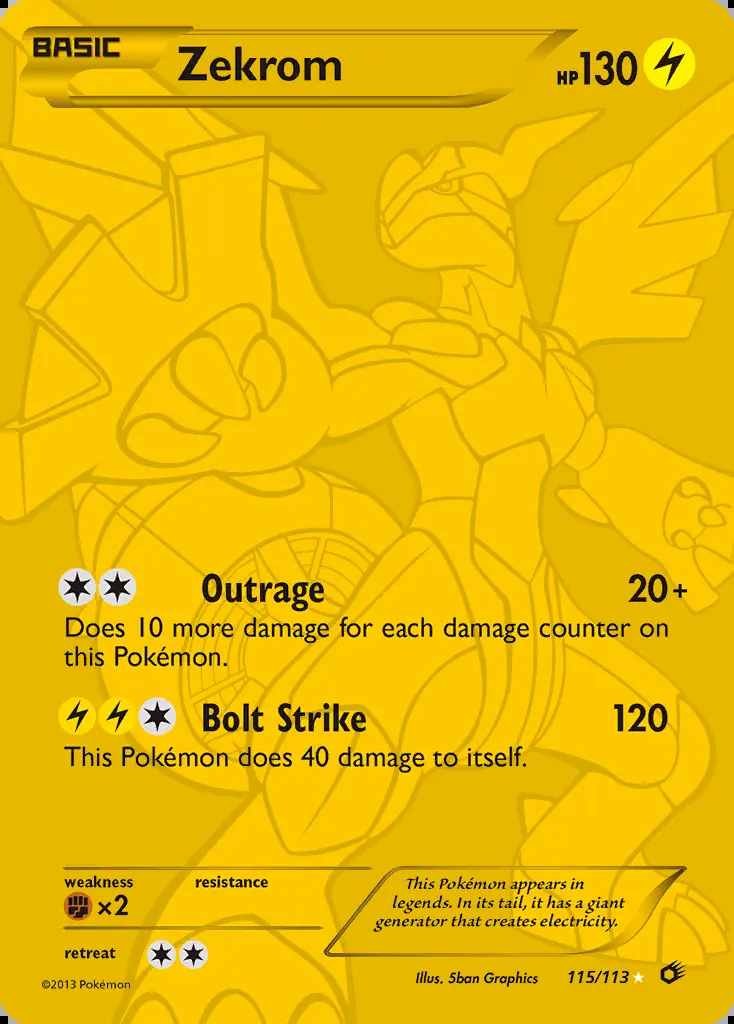 BASIC Zekrom HP130
Outrage 20+
Does 10 more damage for each damage counter on
this Pokémon.
Bolt Strike 120
This Pokémon does 40 damage to itself.
weakness resistance
×2
retreat
This Pokémon appears in
legends. In its tail, it has a giant
generator that creates electricity.
©2013 Pokémon
Illus. 5ban Graphics 115/113